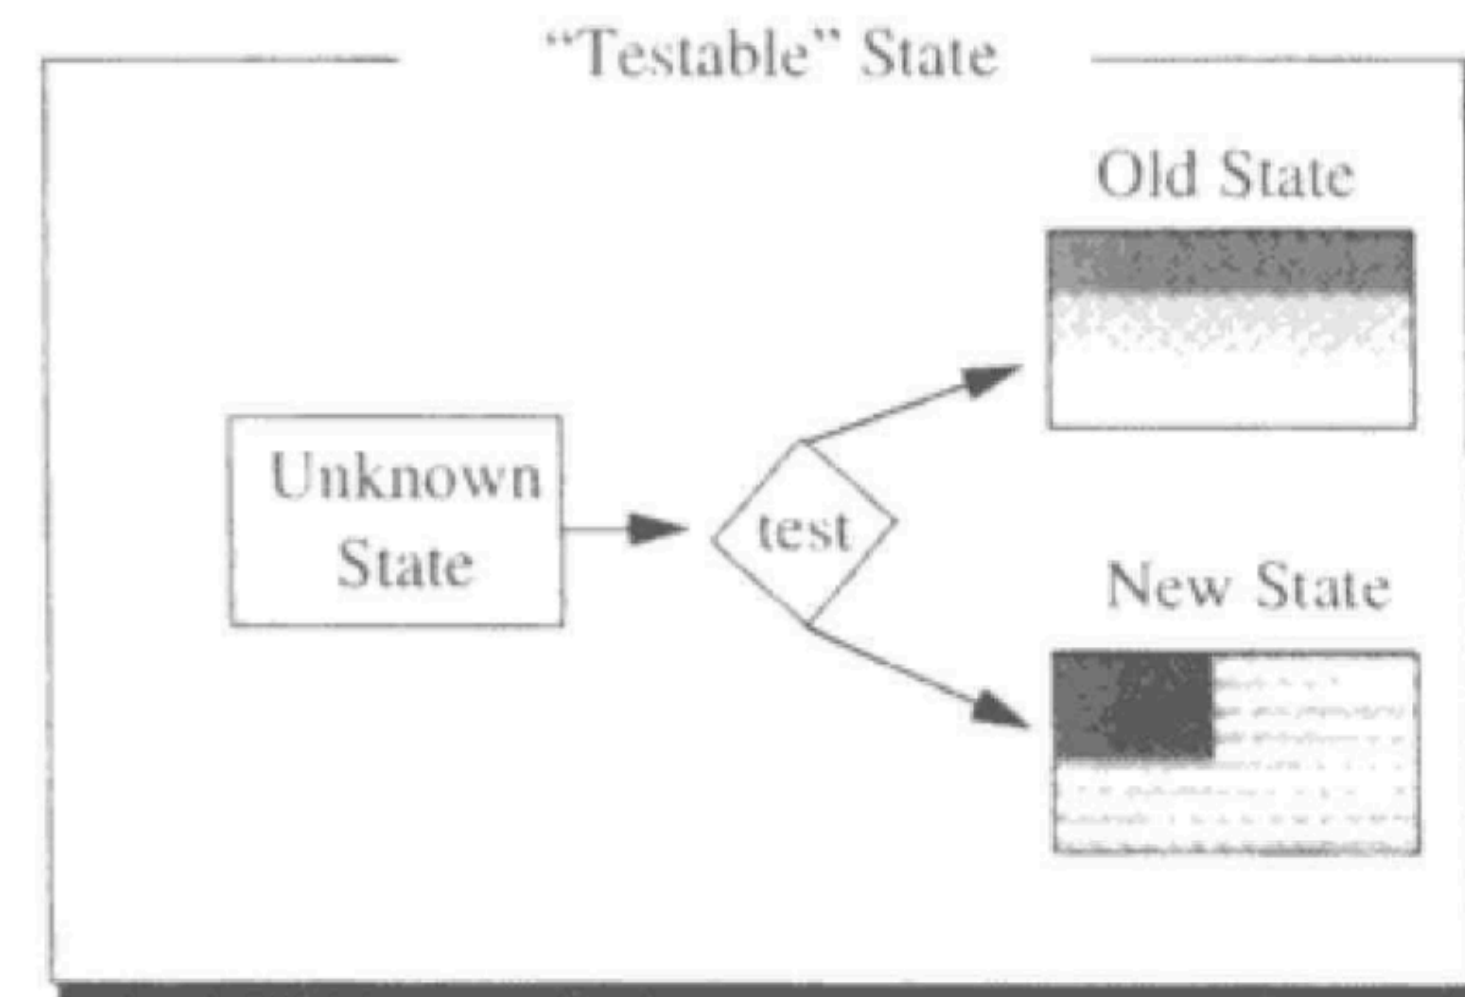 “Testable” State
Old State
Unknown
State
test
New State